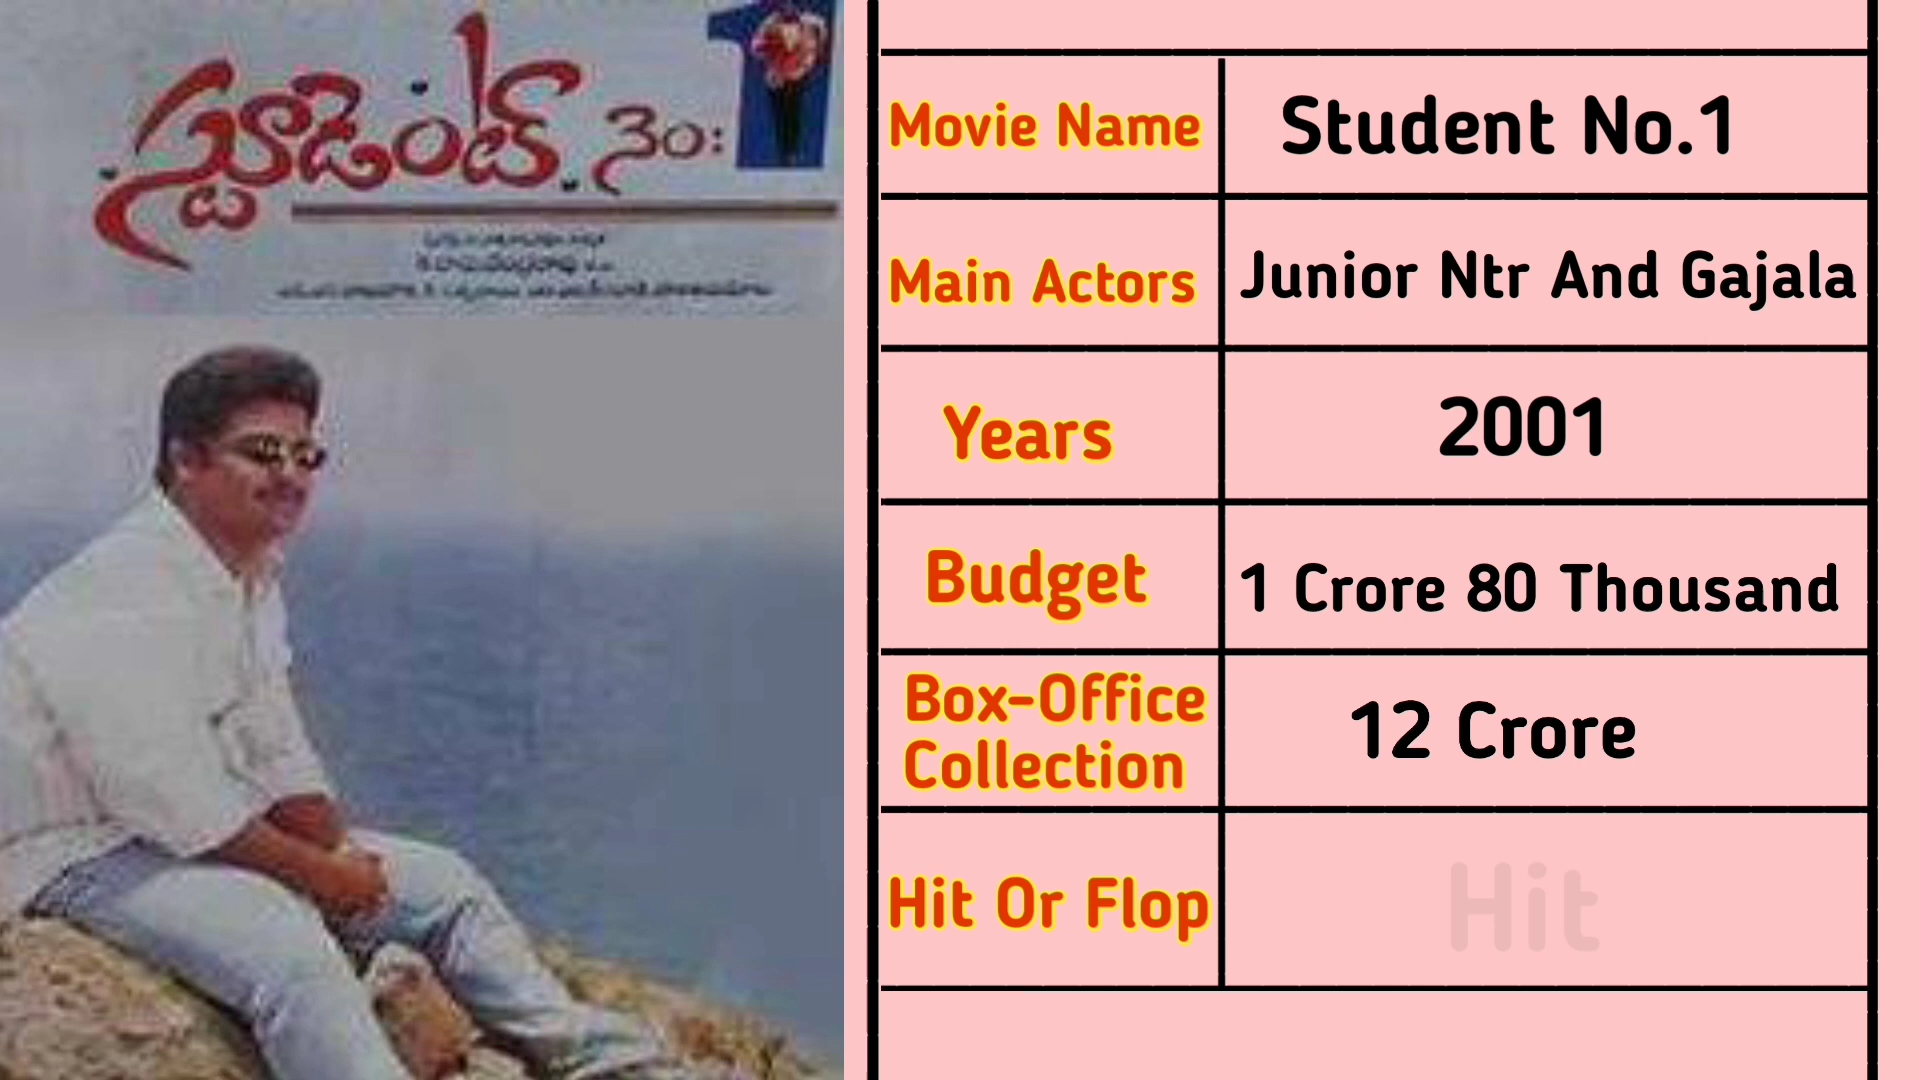 స్టూడెంట్ నెం: 1
Movie Name
Student No.1
Main Actors
Junior Ntr And Gajala
Years
2001
Budget
1 Crore 80 Thousand
Box-Office
Collection
12 Crore
Hit Or Flop
Hit